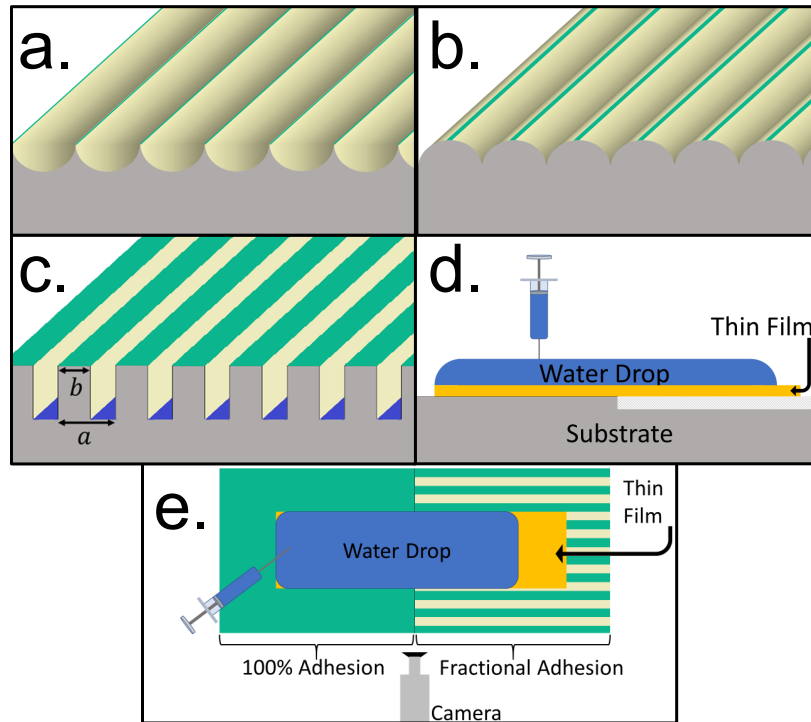 a.
b.
c.
b
a
d.
Thin Film
Water Drop
Substrate
e.
Thin
Film
Water Drop
100% Adhesion
Fractional Adhesion
Camera